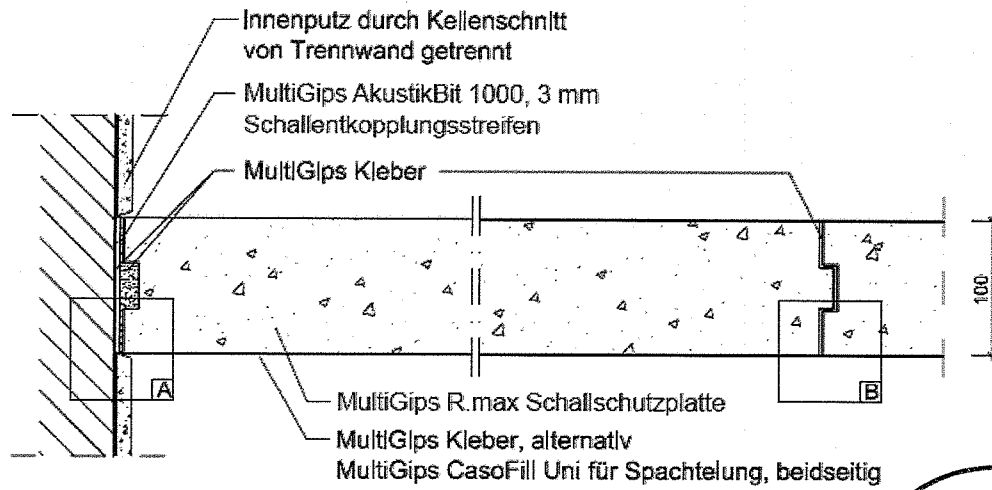 Innenputz durch Kellenschnitt
von Trennwand getrennt
MultiGips AkustikBit 1000, 3 mm
Schallentkopplungsstreifen
MultiGips Kleber
100
A
B
MultiGips R.max Schallschutzplatte
MultiGips Kleber, alternativ
MultiGips CasoFill Uni für Spachtelung, beidseitig